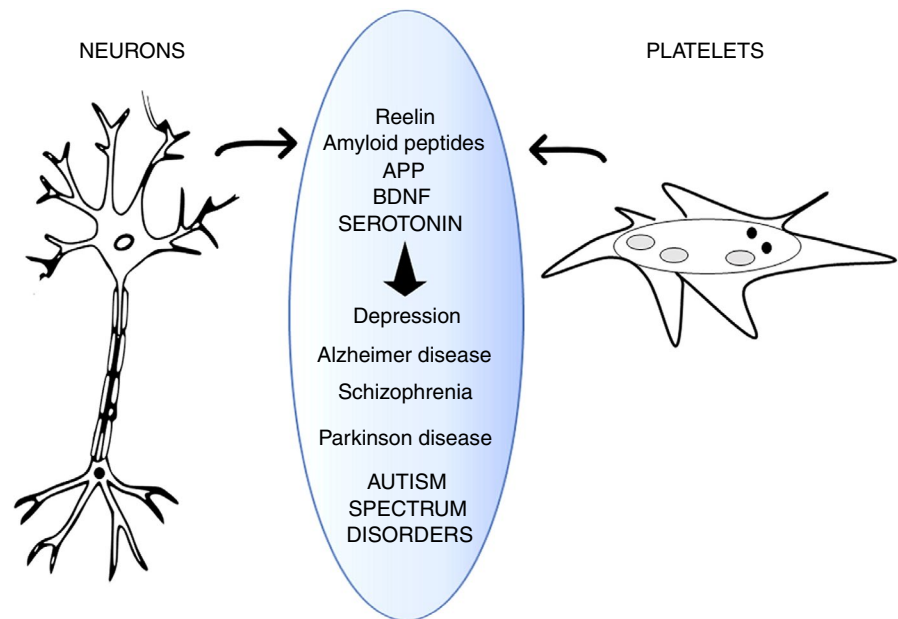 NEURONS
PLATELETS
Reelin
Amyloid peptides
APP
BDNF
SEROTONIN
Depression
Alzheimer disease
Schizophrenia
Parkinson disease
AUTISM
SPECTRUM
DISORDERS